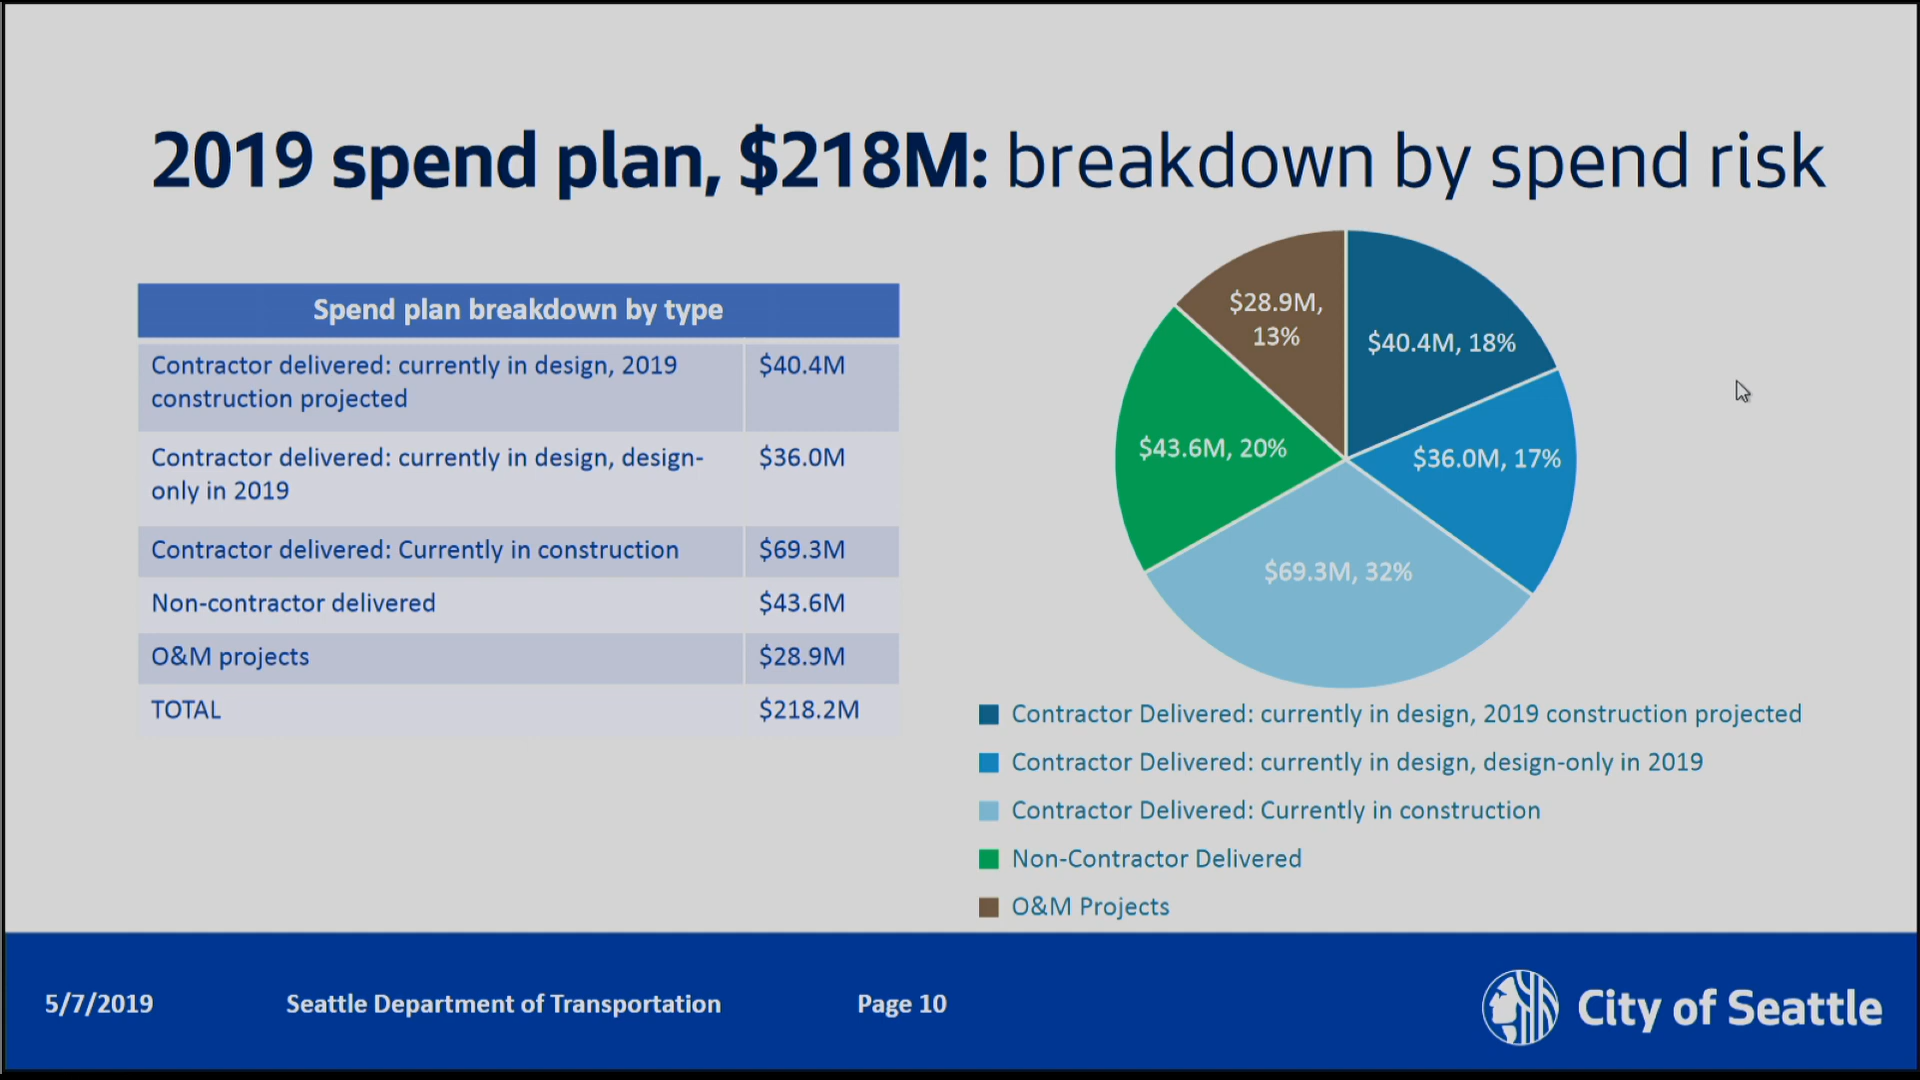 2019 spend plan, $218M: breakdown by spend risk
Spend plan breakdown by type
Contractor delivered: currently in design, 2019
construction projected
$40.4M
Contractor delivered: currently in design, design-
only in 2019
$36.0M
Contractor delivered: Currently in construction
$69.3M
Non-contractor delivered
$43.6M
O&M projects
$28.9M
TOTAL
$218.2M
$28.9M,
13%
$40.4M, 18%
$43.6M, 20%
$36.0M, 17%
$69.3M, 32%
Contractor Delivered: currently in design, 2019 construction projected
Contractor Delivered: currently in design, design-only in 2019
Contractor Delivered: Currently in construction
Non-Contractor Delivered
O&M Projects
5/7/2019
Seattle Department of Transportation
Page 10
City of Seattle